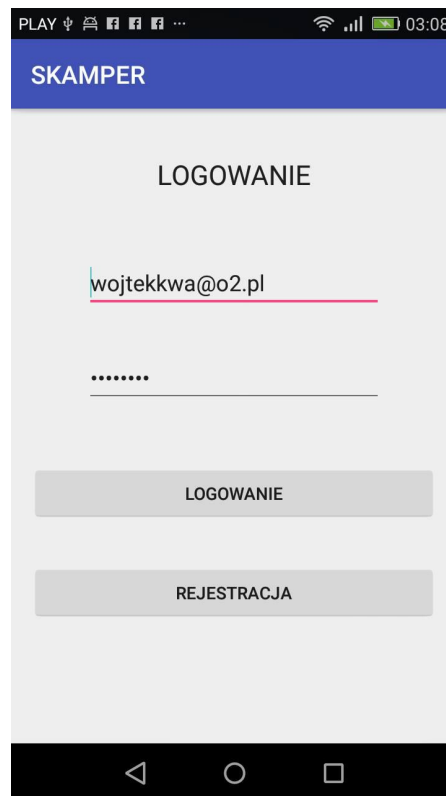 PLAY 03:08
SKAMPER
LOGOWANIE
wojtekkwa@o2.pl
••••••••
LOGOWANIE
REJESTRACJA